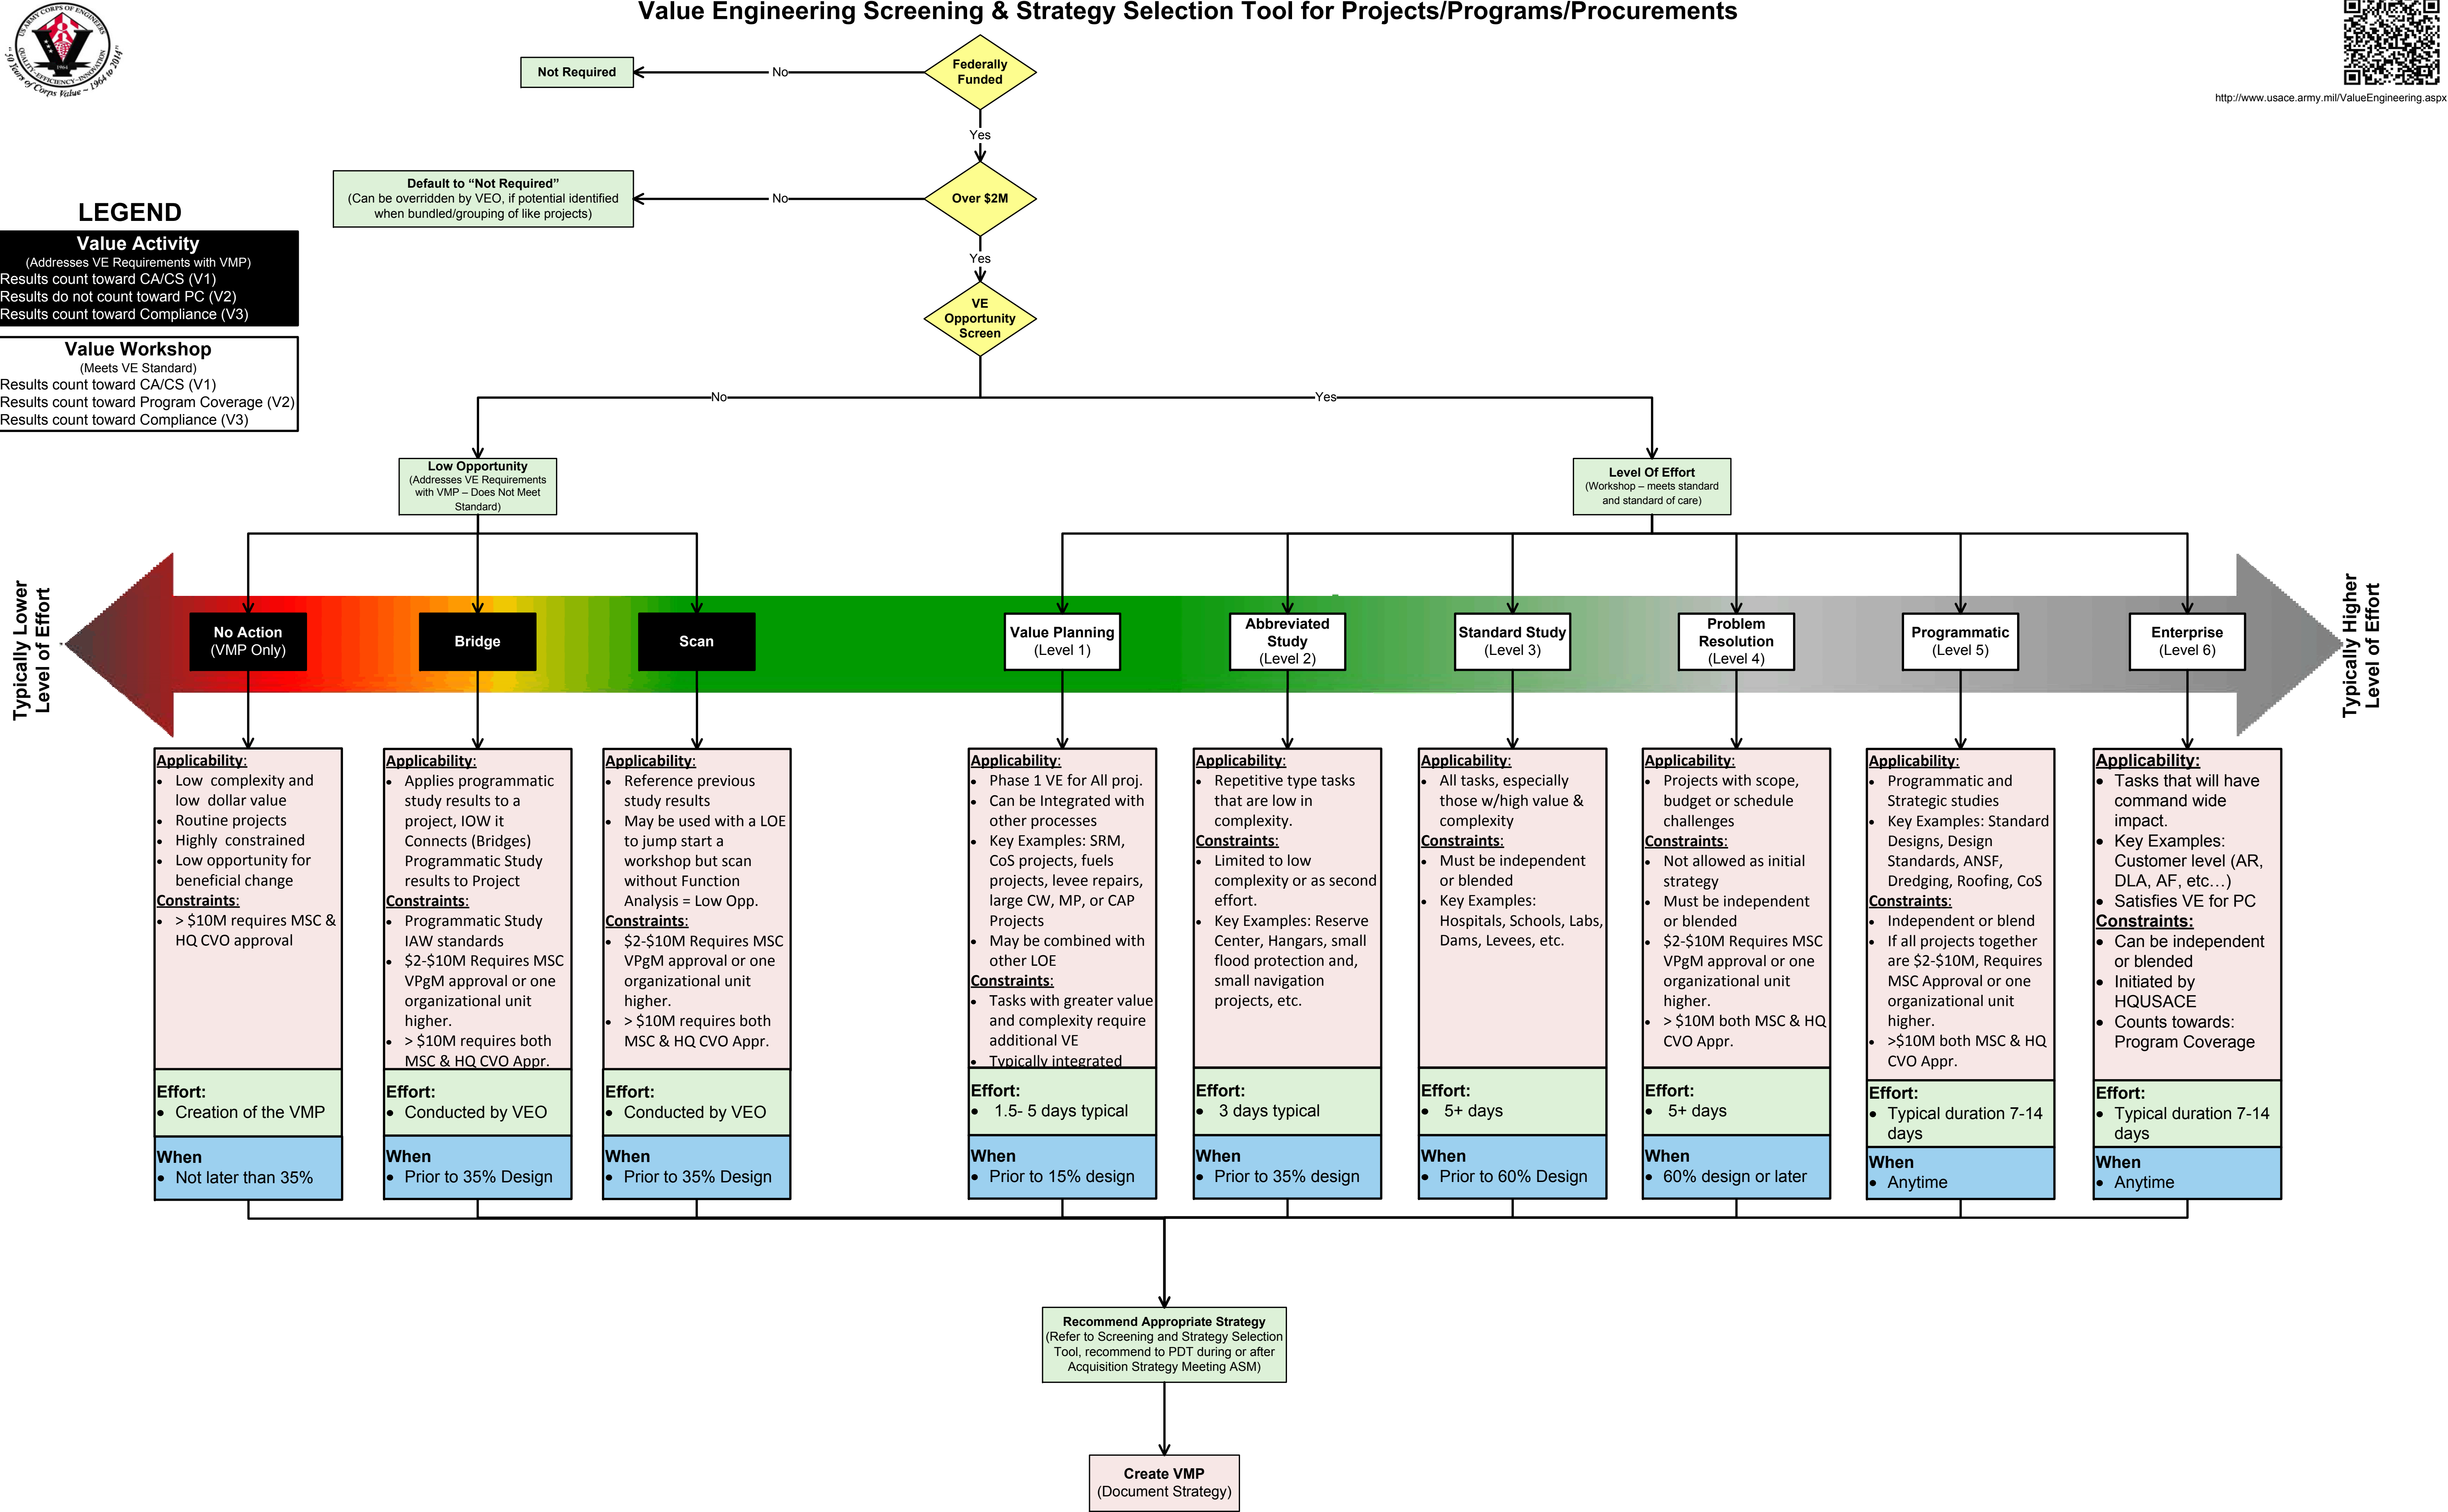 Value Engineering Screening & Strategy Selection Tool for Projects/Programs/Procurements
US ARMY CORPS OF ENGINEERS
QUALITY~EFFICIENCY~INNOVATION
1964
"50 Years of Corps Value ~ 1964 to 2014"
http://www.usace.army.mil/ValueEngineering.aspx
Federally
Funded
No
Not Required
Yes
Over $2M
No
Default to “Not Required”
(Can be overridden by VEO, if potential identified
when bundled/grouping of like projects)
Yes
VE
Opportunity
Screen
LEGEND
Value Activity
(Addresses VE Requirements with VMP)
Results count toward CA/CS (V1)
Results do not count toward PC (V2)
Results count toward Compliance (V3)
Value Workshop
(Meets VE Standard)
Results count toward CA/CS (V1)
Results count toward Program Coverage (V2)
Results count toward Compliance (V3)
No
Yes
Low Opportunity
(Addresses VE Requirements
with VMP – Does Not Meet
Standard)
Level Of Effort
(Workshop – meets standard
and standard of care)
Typically Lower
Level of Effort
No Action
(VMP Only)
Bridge
Scan
Value Planning
(Level 1)
Abbreviated
Study
(Level 2)
Standard Study
(Level 3)
Problem
Resolution
(Level 4)
Programmatic
(Level 5)
Enterprise
(Level 6)
Typically Higher
Level of Effort
Applicability:
• Low complexity and
low dollar value
• Routine projects
• Highly constrained
• Low opportunity for
beneficial change
Constraints:
• > $10M requires MSC &
HQ CVO approval
Effort:
• Creation of the VMP
When
• Not later than 35%
Applicability:
• Applies programmatic
study results to a
project, IOW it
Connects (Bridges)
Programmatic Study
results to Project
Constraints:
• Programmatic Study
IAW standards
• $2-$10M Requires MSC
VPgM approval or one
organizational unit
higher.
• > $10M requires both
MSC & HQ CVO Appr.
Effort:
• Conducted by VEO
When
• Prior to 35% Design
Applicability:
• Reference previous
study results
• May be used with a LOE
to jump start a
workshop but scan
without Function
Analysis = Low Opp.
Constraints:
• $2-$10M Requires MSC
VPgM approval or one
organizational unit
higher.
• > $10M requires both
MSC & HQ CVO Appr.
Effort:
• Conducted by VEO
When
• Prior to 35% Design
Applicability:
• Phase 1 VE for All proj.
• Can be Integrated with
other processes
• Key Examples: SRM,
CoS projects, fuels
projects, levee repairs,
large CW, MP, or CAP
Projects
• May be combined with
other LOE
Constraints:
• Tasks with greater value
and complexity require
additional VE
• Typically integrated
Effort:
• 1.5- 5 days typical
When
• Prior to 15% design
Applicability:
• Repetitive type tasks
that are low in
complexity.
Constraints:
• Limited to low
complexity or as second
effort.
• Key Examples: Reserve
Center, Hangars, small
flood protection and,
small navigation
projects, etc.
Effort:
• 3 days typical
When
• Prior to 35% design
Applicability:
• All tasks, especially
those w/high value &
complexity
Constraints:
• Must be independent
or blended
• Key Examples:
Hospitals, Schools, Labs,
Dams, Levees, etc.
Effort:
• 5+ days
When
• Prior to 60% Design
Applicability:
• Projects with scope,
budget or schedule
challenges
Constraints:
• Not allowed as initial
strategy
• Must be independent
or blended
• $2-$10M Requires MSC
VPgM approval or one
organizational unit
higher.
• > $10M both MSC & HQ
CVO Appr.
Effort:
• 5+ days
When
• 60% design or later
Applicability:
• Programmatic and
Strategic studies
• Key Examples: Standard
Designs, Design
Standards, ANSF,
Dredging, Roofing, CoS
Constraints:
• Independent or blend
• If all projects together
are $2-$10M, Requires
MSC Approval or one
organizational unit
higher.
• >$10M both MSC & HQ
CVO Appr.
Effort:
• Typical duration 7-14
days
When
• Anytime
Applicability:
• Tasks that will have
command wide
impact.
• Key Examples:
Customer level (AR,
DLA, AF, etc…)
• Satisfies VE for PC
Constraints:
• Can be independent
or blended
• Initiated by
HQUSACE
• Counts towards:
Program Coverage
Effort:
• Typical duration 7-14
days
When
• Anytime
Recommend Appropriate Strategy
(Refer to Screening and Strategy Selection
Tool, recommend to PDT during or after
Acquisition Strategy Meeting ASM)
Create VMP
(Document Strategy)